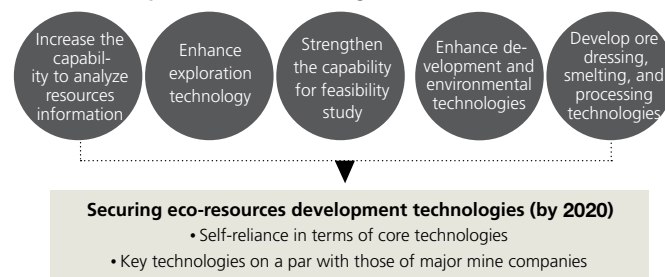 Increase the
capabil-
ity to analyze
resources
information
Enhance
exploration
technology
Strengthen
the capability
for feasibility
study
Enhance de-
velopment and
environmental
technologies
Develop ore
dressing,
smelting, and
processing
technologies
Securing eco-resources development technologies (by 2020)
• Self-reliance in terms of core technologies
• Key technologies on a par with those of major mine companies